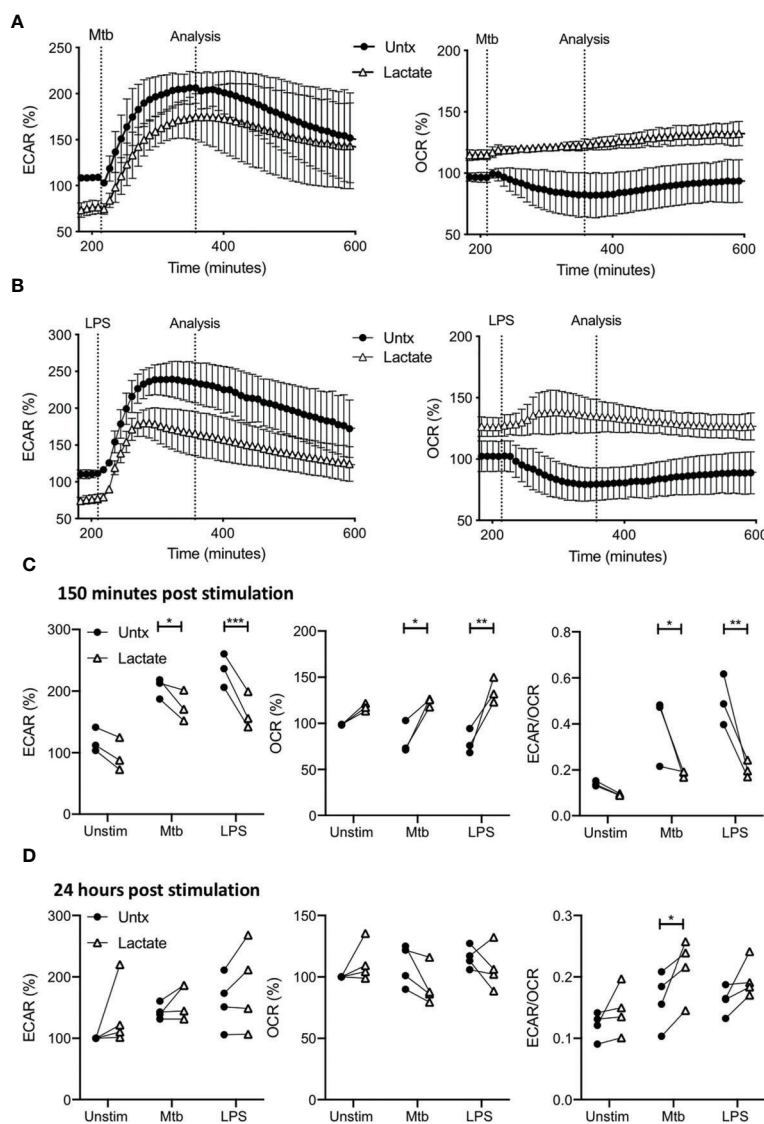 A
Mtb
Analysis
Untx
Lactate
ECAR (%)
250
200
150
100
50
200
400
600
Time (minutes)
Mtb
Analysis
OCR (%)
200
150
100
50
200
400
600
Time (minutes)
B
LPS
Analysis
Untx
Lactate
ECAR (%)
300
250
200
150
100
50
200
400
600
Time (minutes)
LPS
Analysis
OCR (%)
200
150
100
50
200
400
600
Time (minutes)
C
150 minutes post stimulation
Untx
Lactate
* ***
ECAR (%)
300
200
100
0
Unstim Mtb LPS
* **
OCR (%)
200
150
100
50
0
Unstim Mtb LPS
* **
ECAR/OCR
0.8
0.6
0.4
0.2
0.0
Unstim Mtb LPS
D
24 hours post stimulation
Untx
Lactate
ECAR (%)
300
200
100
0
Unstim Mtb LPS
OCR (%)
200
150
100
50
0
Unstim Mtb LPS
*
ECAR/OCR
0.3
0.2
0.1
0.0
Unstim Mtb LPS